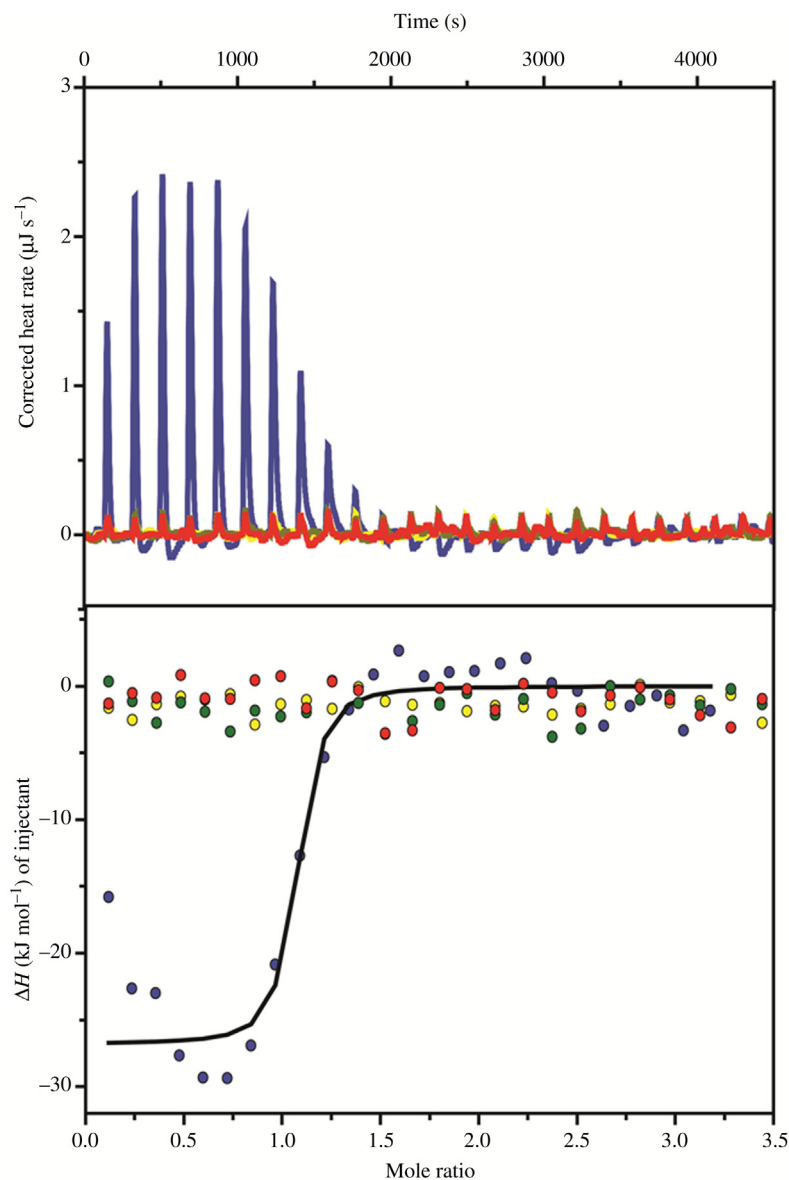 Time (s)
0 1000 2000 3000 4000
Corrected heat rate (µJ s⁻¹)
3
2
1
0
ΔH (kJ mol⁻¹) of injectant
0
−10
−20
−30
0.0 0.5 1.0 1.5 2.0 2.5 3.0 3.5
Mole ratio